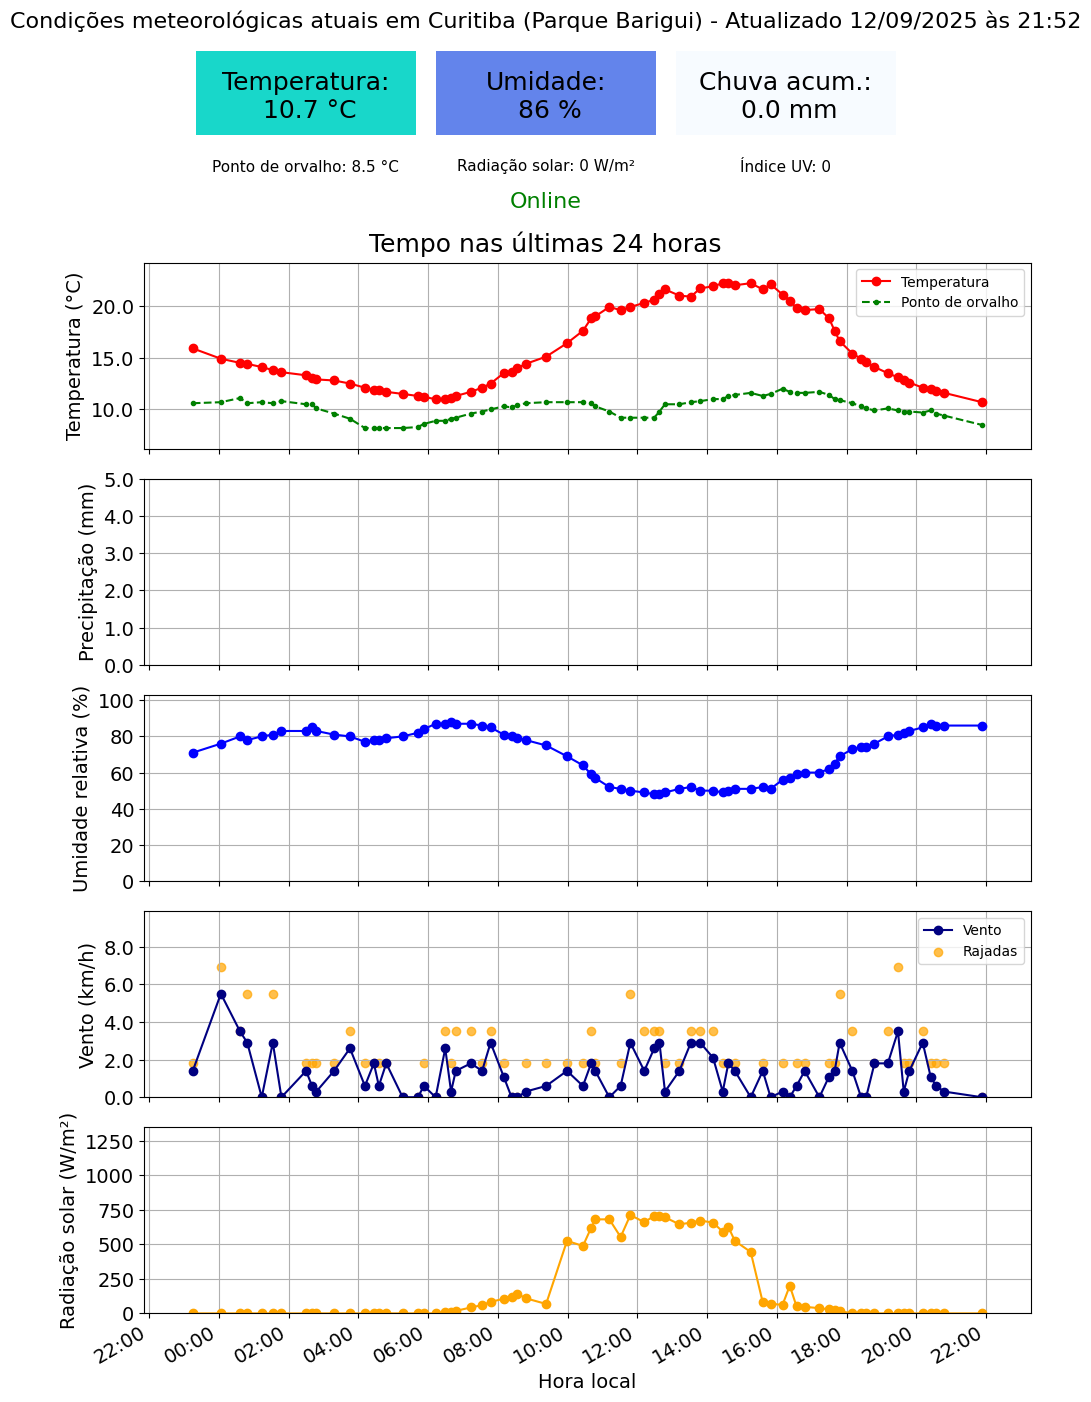 Condições meteorológicas atuais em Curitiba (Parque Barigui) - Atualizado 12/09/2025 às 21:52
Temperatura:
10.7 °C
Umidade:
86 %
Chuva acum.:
0.0 mm
Ponto de orvalho: 8.5 °C
Radiação solar: 0 W/m²
Índice UV: 0
Online
Tempo nas últimas 24 horas
Temperatura (°C)
20.0
15.0
10.0
Temperatura
Ponto de orvalho
Precipitação (mm)
5.0
4.0
3.0
2.0
1.0
0.0
Umidade relativa (%)
100
80
60
40
20
0
Vento (km/h)
8.0
6.0
4.0
2.0
0.0
Vento
Rajadas
Radiação solar (W/m²)
1250
1000
750
500
250
0
22:00
00:00
02:00
04:00
06:00
08:00
10:00
12:00
14:00
16:00
18:00
20:00
22:00
Hora local